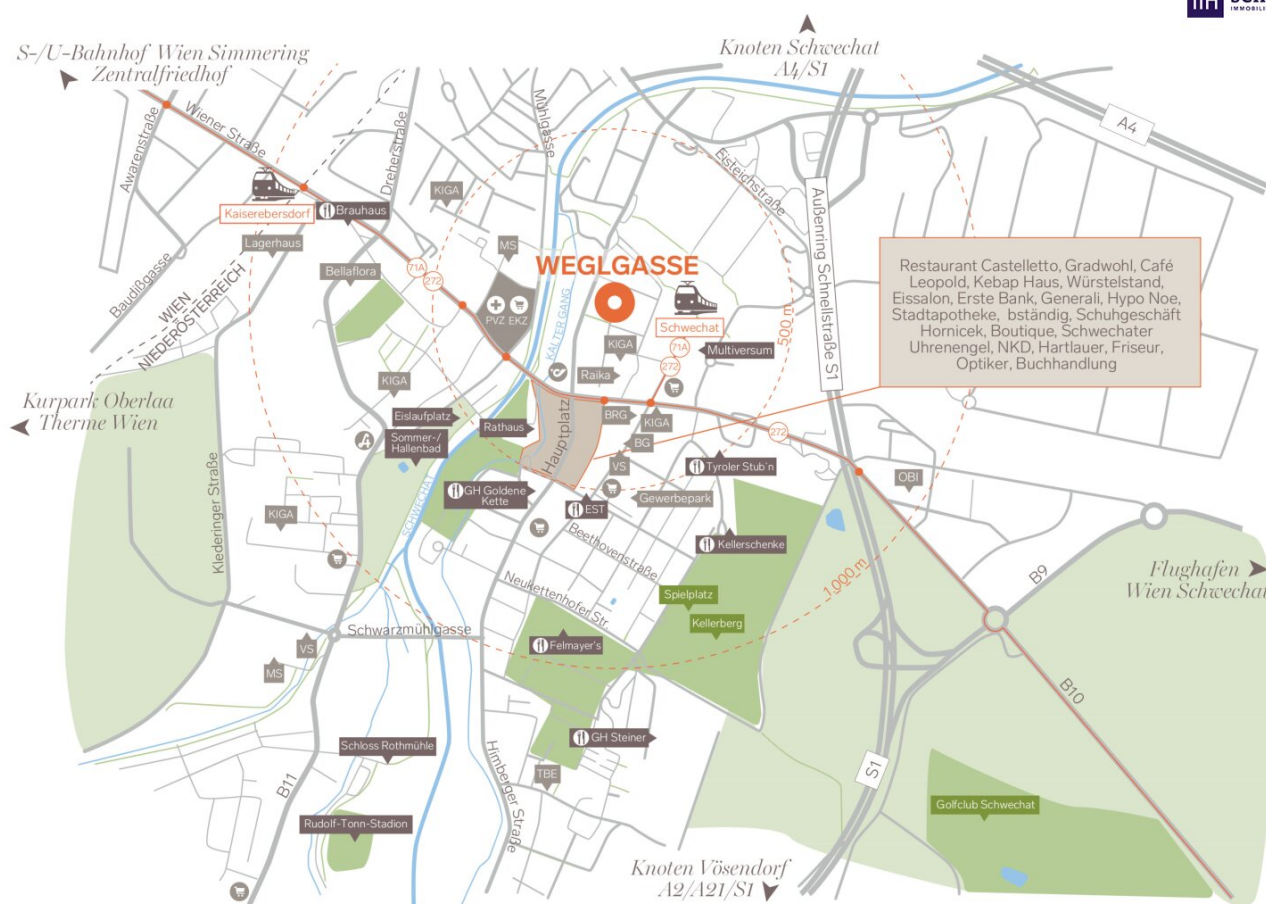 S-/U-Bahnhof Wien Simmering
Zentralfriedhof
Knoten Schwechat
A4/S1
IMMOBILI
Wiener Straße
Awarenstraße
Dreherstraße
Mühlgasse
Eisteichstraße
A4
Außenring Schnellstraße S1
Kaiserebersdorf
Brauhaus
KIGA
Lagerhaus
Baudißgasse
WIEN
NIEDERÖSTERREICH
Bellaflora
71A
272
MS
PVZ
EKZ
KALTER GANG
WEGLGASSE
Schwechat
71A
272
KIGA
Raika
Multiversum
500 m
Restaurant Castelletto, Gradwohl, Café
Leopold, Kebap Haus, Würstelstand,
Eissalon, Erste Bank, Generali, Hypo Noe,
Stadtapotheke, bständig, Schuhgeschäft
Hornicek, Boutique, Schwechater
Uhrenengel, NKD, Hartlauer, Friseur,
Optiker, Buchhandlung
Kurpark Oberlaa
Therme Wien
KIGA
Eislaufplatz
Sommer-/
Hallenbad
Rathaus
Hauptplatz
BRG
KIGA
BG
VS
272
Tyroler Stub'n
Gewerbepark
OBI
Klederinger Straße
KIGA
SCHWECHAT
GH Goldene
Kette
EST
Beethovenstraße
Kellerschenke
Neukettenhofer Str.
Spielplatz
Kellerberg
1.000 m
B9
Flughafen
Wien Schwechat
Schwarzmühlgasse
VS
MS
Felmayer's
B10
Schloss Rothmühle
GH Steiner
TBE
Himberger Straße
B11
S1
Rudolf-Tonn-Stadion
Golfclub Schwechat
Knoten Vösendorf
A2/A21/S1